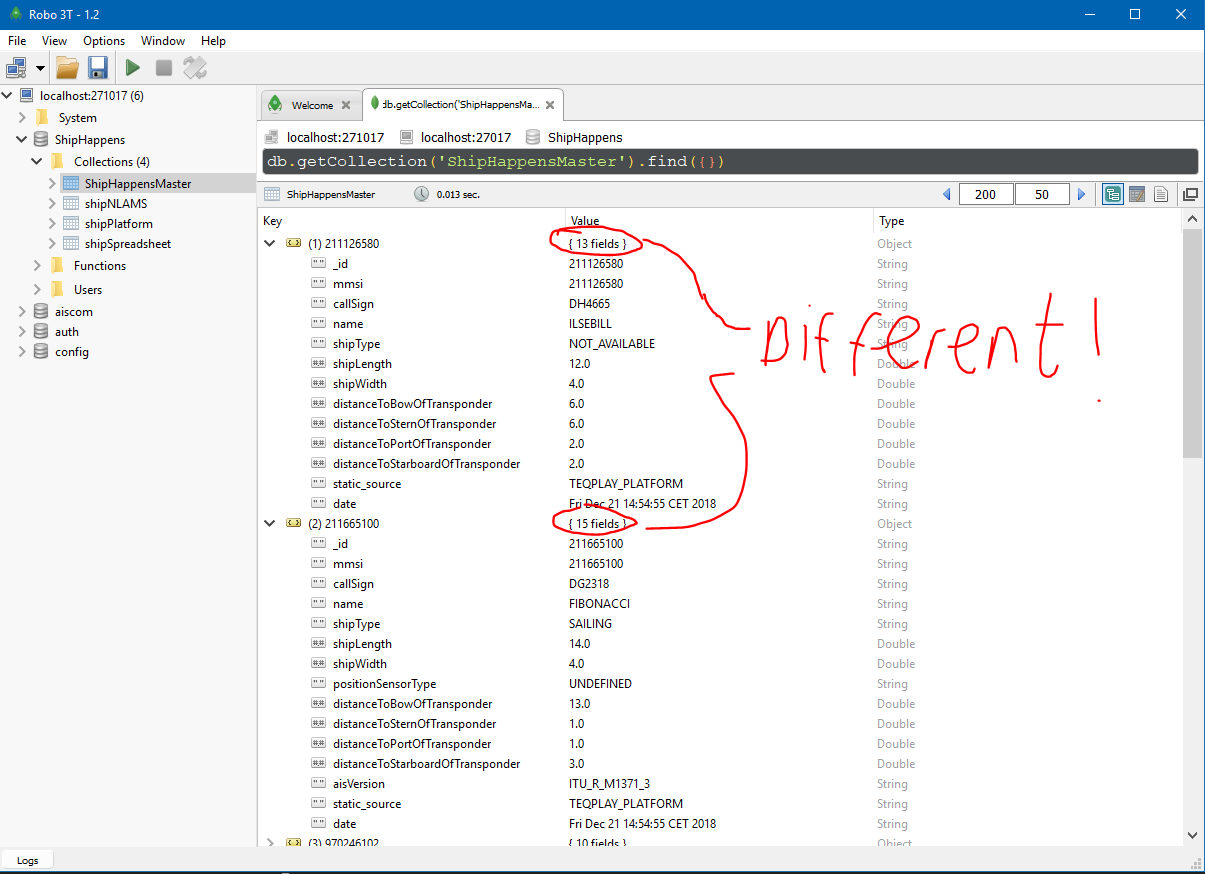 Robo 3T - 1.2
File View Options Window Help
localhost:271017 (6)
System
ShipHappens
Collections (4)
ShipHappensMaster
shipNLAMS
shipPlatform
shipSpreadsheet
Functions
Users
aiscom
auth
config
Welcome db.getCollection('ShipHappensMa...
localhost:271017 localhost:27017 ShipHappens
db.getCollection('ShipHappensMaster').find({})
ShipHappensMaster 0.013 sec. 200 50
Key Value Type
(1) 211126580 { 13 fields } Object
_id 211126580 String
mmsi 211126580 String
callSign DH4665 String
name ILSEBILL String
shipType NOT_AVAILABLE String
shipLength 12.0 Double
shipWidth 4.0 Double
distanceToBowOfTransponder 6.0 Double
distanceToSternOfTransponder 6.0 Double
distanceToPortOfTransponder 2.0 Double
distanceToStarboardOfTransponder 2.0 Double
static_source TEQPLAY_PLATFORM String
date Fri Dec 21 14:54:55 CET 2018 String
Different!
(2) 211665100 { 15 fields } Object
_id 211665100 String
mmsi 211665100 String
callSign DG2318 String
name FIBONACCI String
shipType SAILING String
shipLength 14.0 Double
shipWidth 4.0 Double
positionSensorType UNDEFINED String
distanceToBowOfTransponder 13.0 Double
distanceToSternOfTransponder 1.0 Double
distanceToPortOfTransponder 1.0 Double
distanceToStarboardOfTransponder 3.0 Double
aisVersion ITU_R_M1371_3 String
static_source TEQPLAY_PLATFORM String
date Fri Dec 21 14:54:55 CET 2018 String
(3) 970246102 { 10 fields } Object
Logs